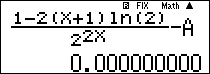 R FIX Math ▲
1-2(X+1)ln(2)
2^2X
-A
0.000000000